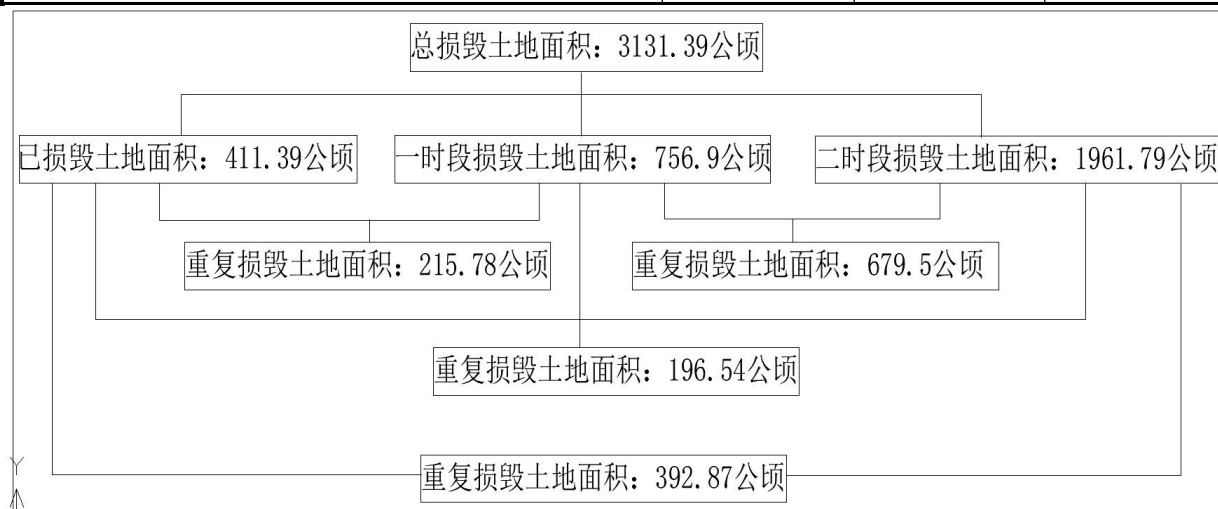 总损毁土地面积：3131.39公顷
已损毁土地面积：411.39公顷
一时段损毁土地面积：756.9公顷
二时段损毁土地面积：1961.79公顷
重复损毁土地面积：215.78公顷
重复损毁土地面积：679.5公顷
重复损毁土地面积：196.54公顷
重复损毁土地面积：392.87公顷
Y